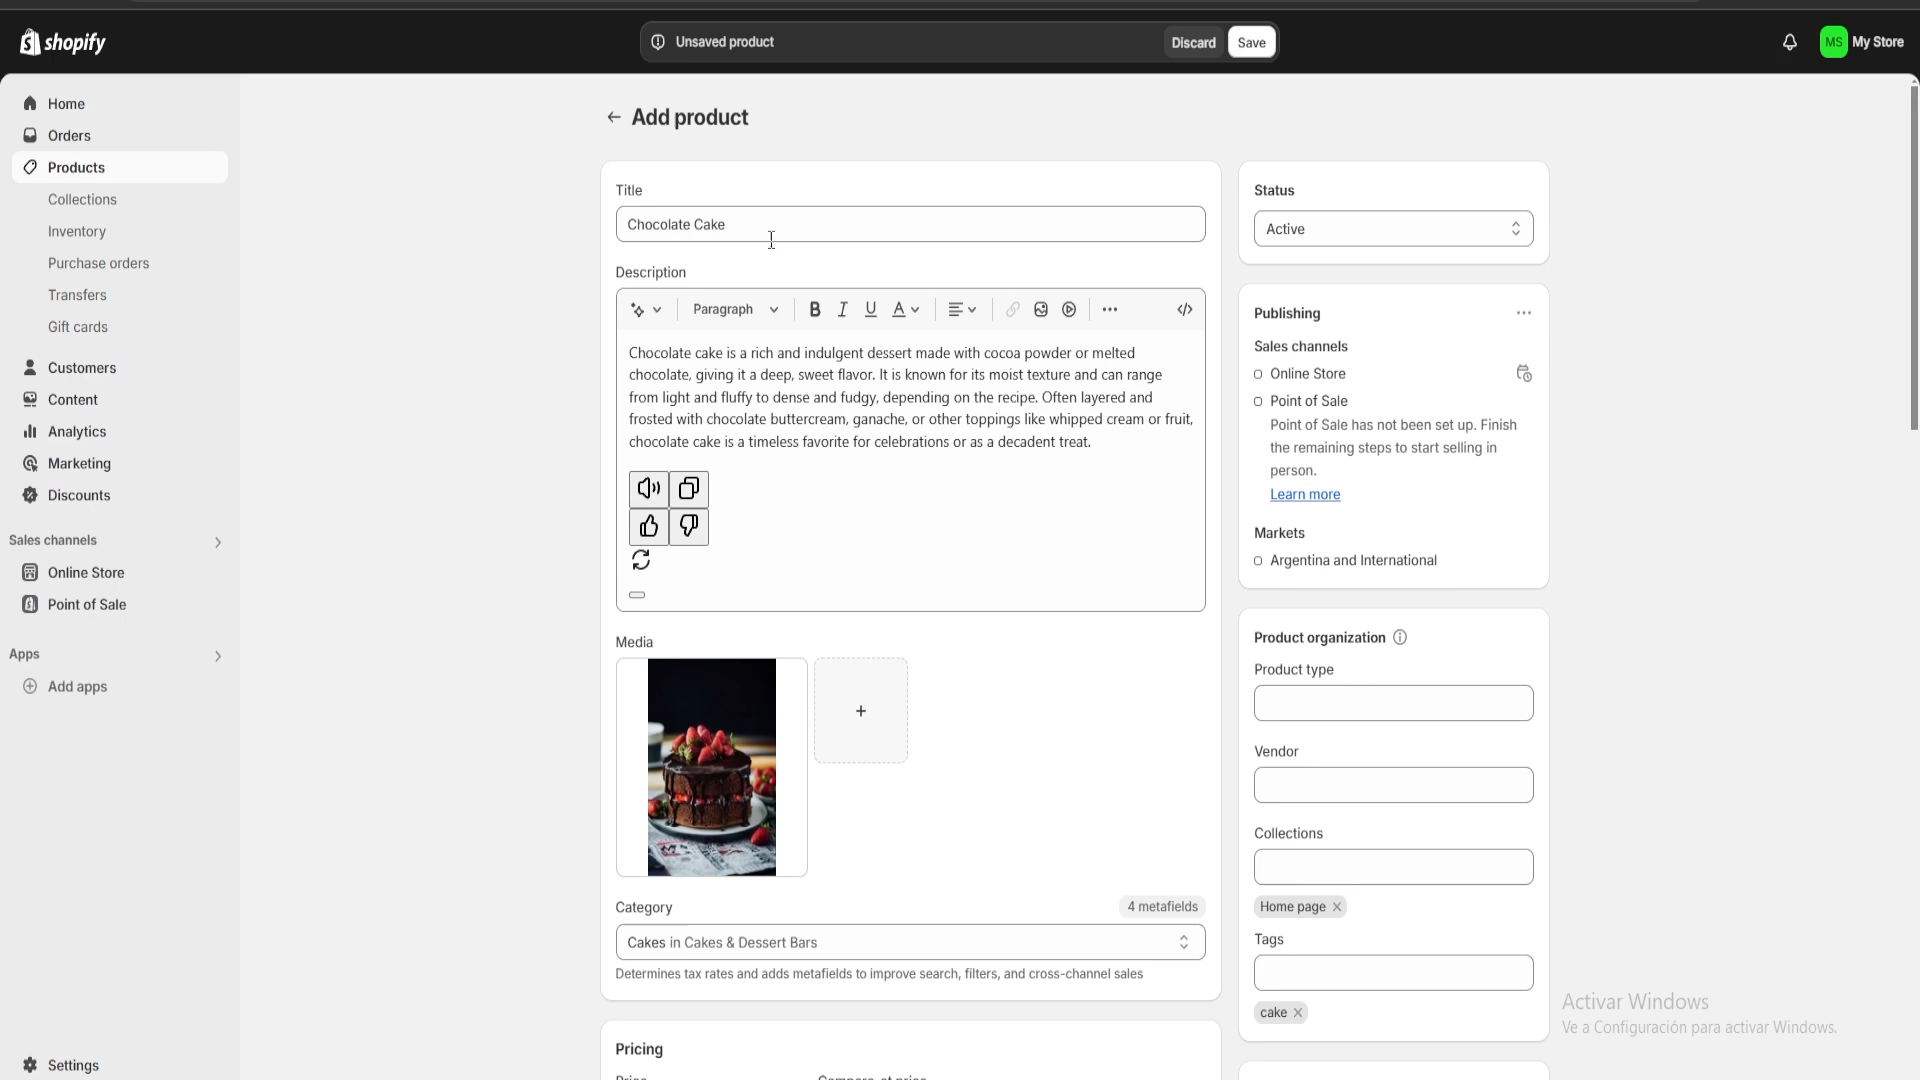 shopify
Unsaved product
Discard
Save
MS
My Store
Home
Orders
Products
Collections
Inventory
Purchase orders
Transfers
Gift cards
Customers
Content
Analytics
Marketing
Discounts
Sales channels
Online Store
Point of Sale
Apps
Add apps
Settings
Add product
Title
Chocolate Cake
Description
Paragraph
Chocolate cake is a rich and indulgent dessert made with cocoa powder or melted
chocolate, giving it a deep, sweet flavor. It is known for its moist texture and can range
from light and fluffy to dense and fudgy, depending on the recipe. Often layered and
frosted with chocolate buttercream, ganache, or other toppings like whipped cream or fruit,
chocolate cake is a timeless favorite for celebrations or as a decadent treat.
Media
Category
4 metafields
Cakes in Cakes & Dessert Bars
Determines tax rates and adds metafields to improve search, filters, and cross-channel sales
Pricing
Price
Compare-at price
Status
Active
Publishing
Sales channels
Online Store
Point of Sale
Point of Sale has not been set up. Finish
the remaining steps to start selling in
person.
Learn more
Markets
Argentina and International
Product organization
Product type
Vendor
Collections
Home page
Tags
cake
Activar Windows
Ve a Configuración para activar Windows.